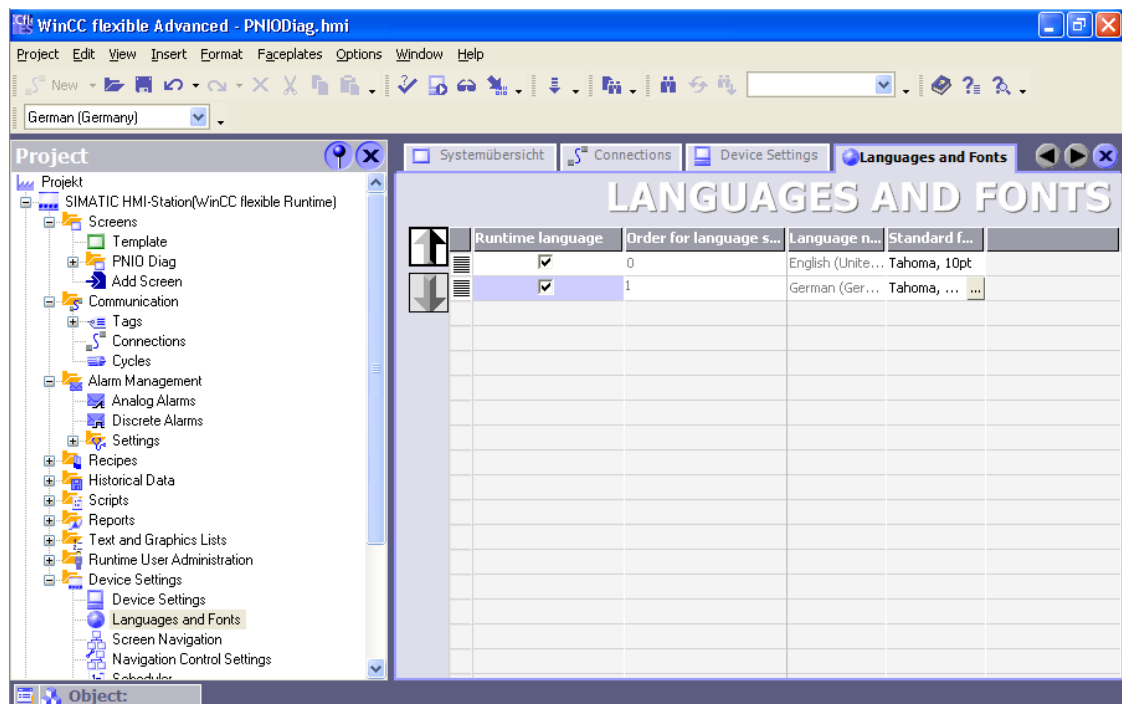 WinCC flexible Advanced - PNIODiag.hmi
Project Edit View Insert Format Faceplates Options Window Help
New
German (Germany)
Project
Projekt
SIMATIC HMI-Station(WinCC flexible Runtime)
Screens
Template
PNIO Diag
Add Screen
Communication
Tags
Connections
Cycles
Alarm Management
Analog Alarms
Discrete Alarms
Settings
Recipes
Historical Data
Scripts
Reports
Text and Graphics Lists
Runtime User Administration
Device Settings
Device Settings
Languages and Fonts
Screen Navigation
Navigation Control Settings
Scheduler
Systemübersicht Connections Device Settings Languages and Fonts
LANGUAGES AND FONTS
Runtime language Order for language s... Language n... Standard f...
0 English (Unite... Tahoma, 10pt
1 German (Ger... Tahoma, ... ...
Object: